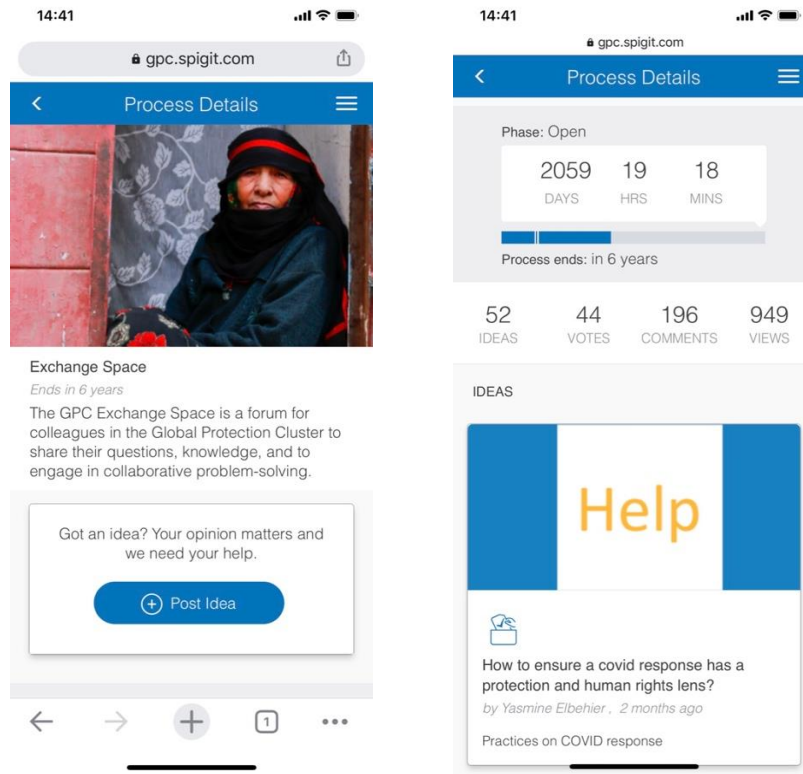 14:41
gpc.spigit.com
Process Details
Exchange Space
Ends in 6 years
The GPC Exchange Space is a forum for
colleagues in the Global Protection Cluster to
share their questions, knowledge, and to
engage in collaborative problem-solving.
Got an idea? Your opinion matters and
we need your help.
Post Idea
1
14:41
gpc.spigit.com
Process Details
Phase: Open
2059 19 18
DAYS HRS MINS
Process ends: in 6 years
52 44 196 949
IDEAS VOTES COMMENTS VIEWS
IDEAS
Help
How to ensure a covid response has a
protection and human rights lens?
by Yasmine Elbehier , 2 months ago
Practices on COVID response